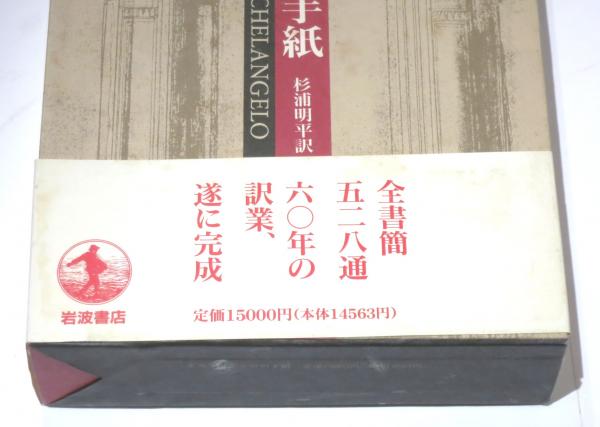 手紙
CHELANGELO
杉浦明平訳
全書簡
五二八通
六〇年の
訳業、
遂に完成
岩波書店
定価15000円(本体14563円)